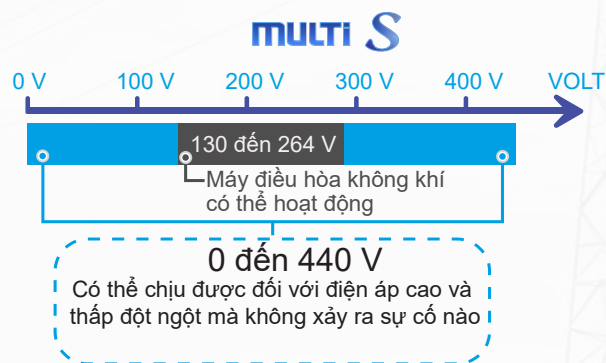 MULTi S
0 V 100 V 200 V 300 V 400 V VOLT
130 đến 264 V
Máy điều hòa không khí
có thể hoạt động
0 đến 440 V
Có thể chịu được đối với điện áp cao và
thấp đột ngột mà không xảy ra sự cố nào